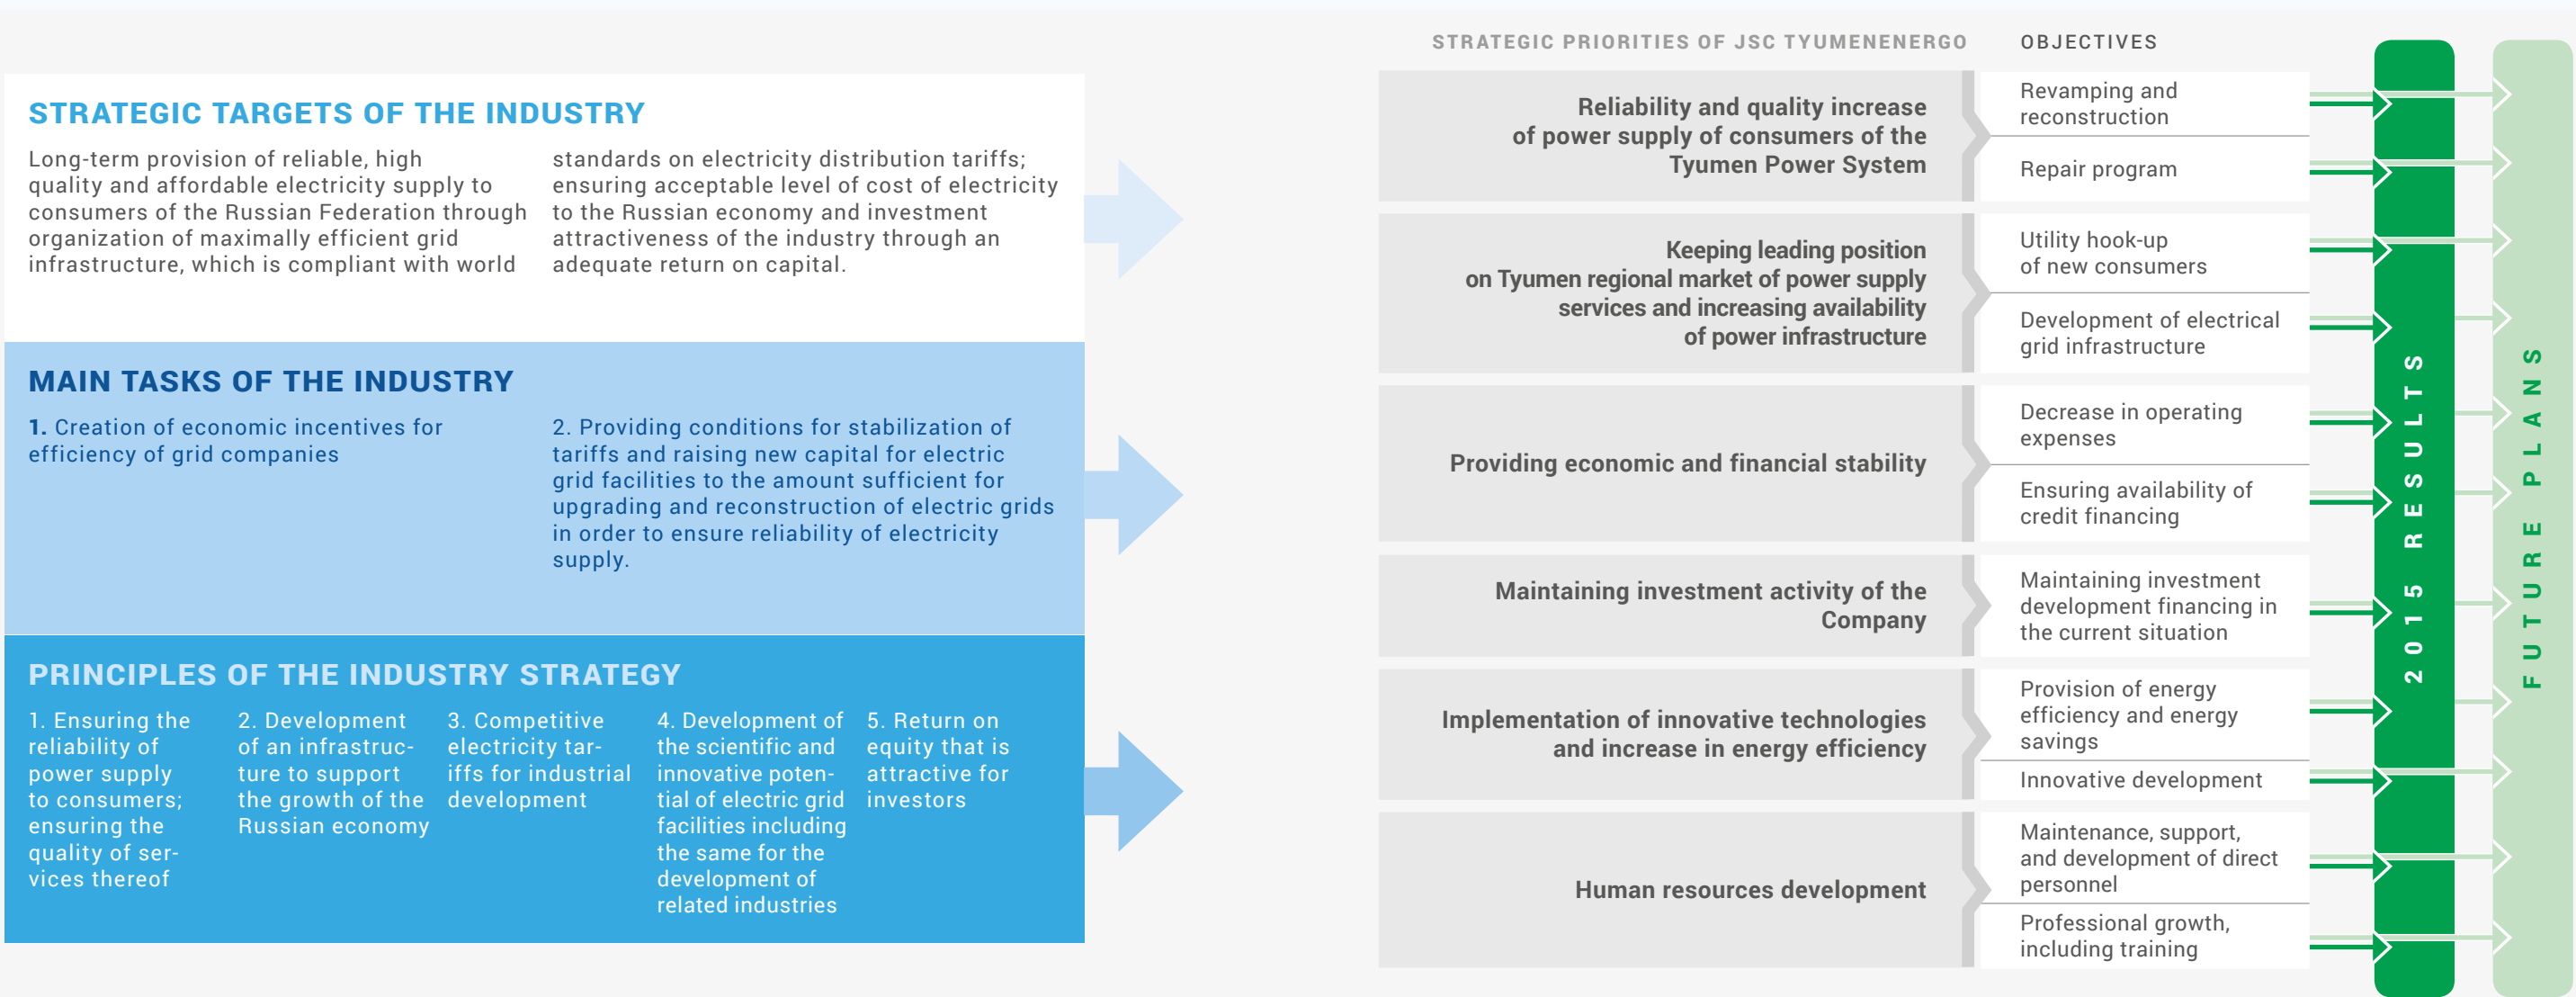 STRATEGIC TARGETS OF THE INDUSTRY
Long-term provision of reliable, high
quality and affordable electricity supply to
consumers of the Russian Federation through
organization of maximally efficient grid
infrastructure, which is compliant with world
standards on electricity distribution tariffs;
ensuring acceptable level of cost of electricity
to the Russian economy and investment
attractiveness of the industry through an
adequate return on capital.
MAIN TASKS OF THE INDUSTRY
1. Creation of economic incentives for
efficiency of grid companies
2. Providing conditions for stabilization of
tariffs and raising new capital for electric
grid facilities to the amount sufficient for
upgrading and reconstruction of electric grids
in order to ensure reliability of electricity
supply.
PRINCIPLES OF THE INDUSTRY STRATEGY
1. Ensuring the
reliability of
power supply
to consumers;
ensuring the
quality of ser-
vices thereof
2. Development
of an infrastruc-
ture to support
the growth of the
Russian economy
3. Competitive
electricity tar-
iffs for industrial
development
4. Development of
the scientific and
innovative poten-
tial of electric grid
facilities including
the same for the
development of
related industries
5. Return on
equity that is
attractive for
investors
STRATEGIC PRIORITIES OF JSC TYUMENENERGO
OBJECTIVES
Reliability and quality increase
of power supply of consumers of the
Tyumen Power System
Revamping and
reconstruction
Repair program
Keeping leading position
on Tyumen regional market of power supply
services and increasing availability
of power infrastructure
Utility hook-up
of new consumers
Development of electrical
grid infrastructure
Providing economic and financial stability
Decrease in operating
expenses
Ensuring availability of
credit financing
Maintaining investment activity of the
Company
Maintaining investment
development financing in
the current situation
Implementation of innovative technologies
and increase in energy efficiency
Provision of energy
efficiency and energy
savings
Innovative development
Human resources development
Maintenance, support,
and development of direct
personnel
Professional growth,
including training
2015 RESULTS
FUTURE PLANS